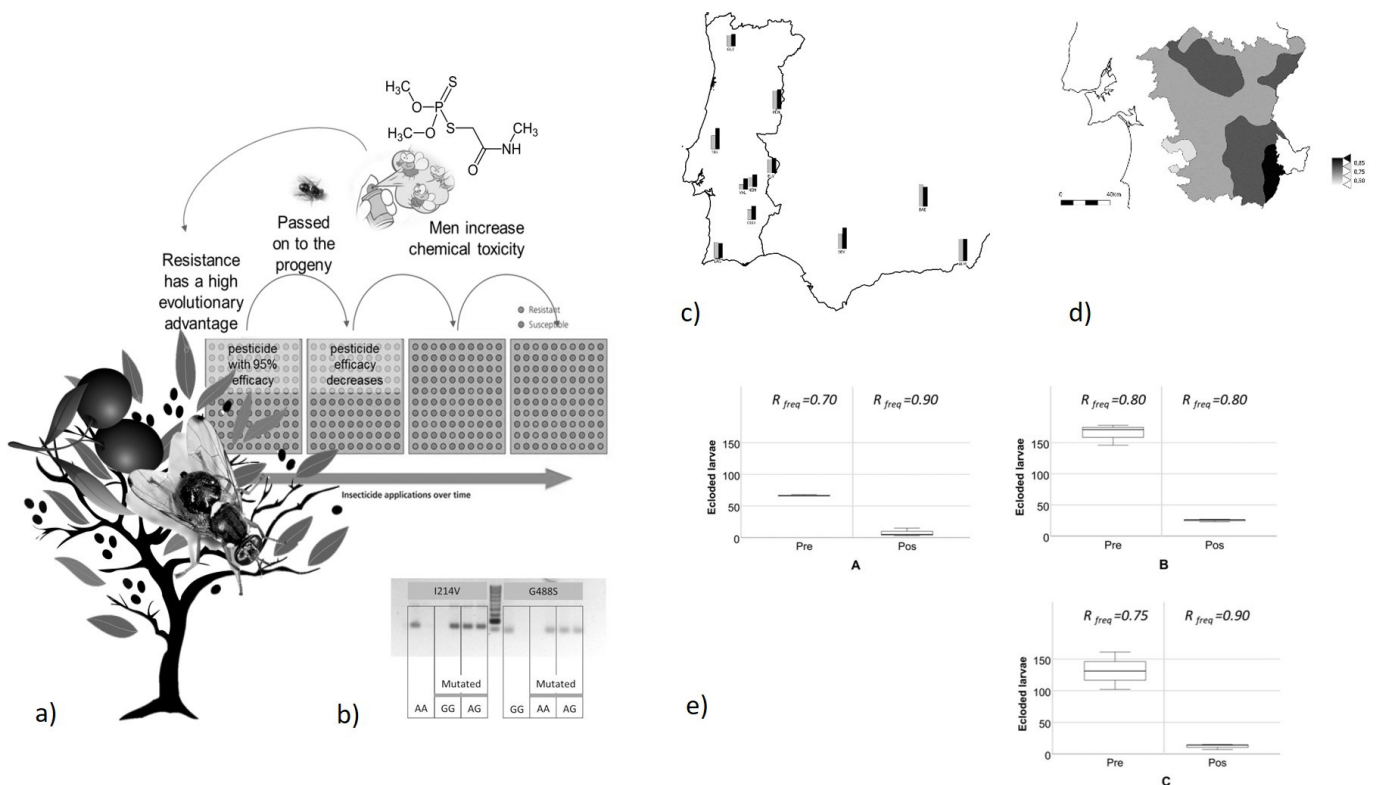 H₃C
S
O
P
H₃C
O
S
CH₃
NH
O
Passed
on to the
progeny
Men increase
chemical toxicity
Resistance
has a high
evolutionary
advantage
Resistant
Susceptible
pesticide
with 95%
efficacy
pesticide
efficacy
decreases
Insecticide applications over time
a)
I214V
G488S
Mutated
Mutated
AA
GG
AG
GG
AA
AG
b)
c)
0
40km
0,85
0,75
0,50
d)
R freq =0.70
R freq =0.90
Ecloded larvae
150
100
50
0
Pre
Pos
A
R freq =0.80
R freq =0.80
Ecloded larvae
150
100
50
0
Pre
Pos
B
R freq =0.75
R freq =0.90
Ecloded larvae
150
100
50
0
Pre
Pos
C
e)